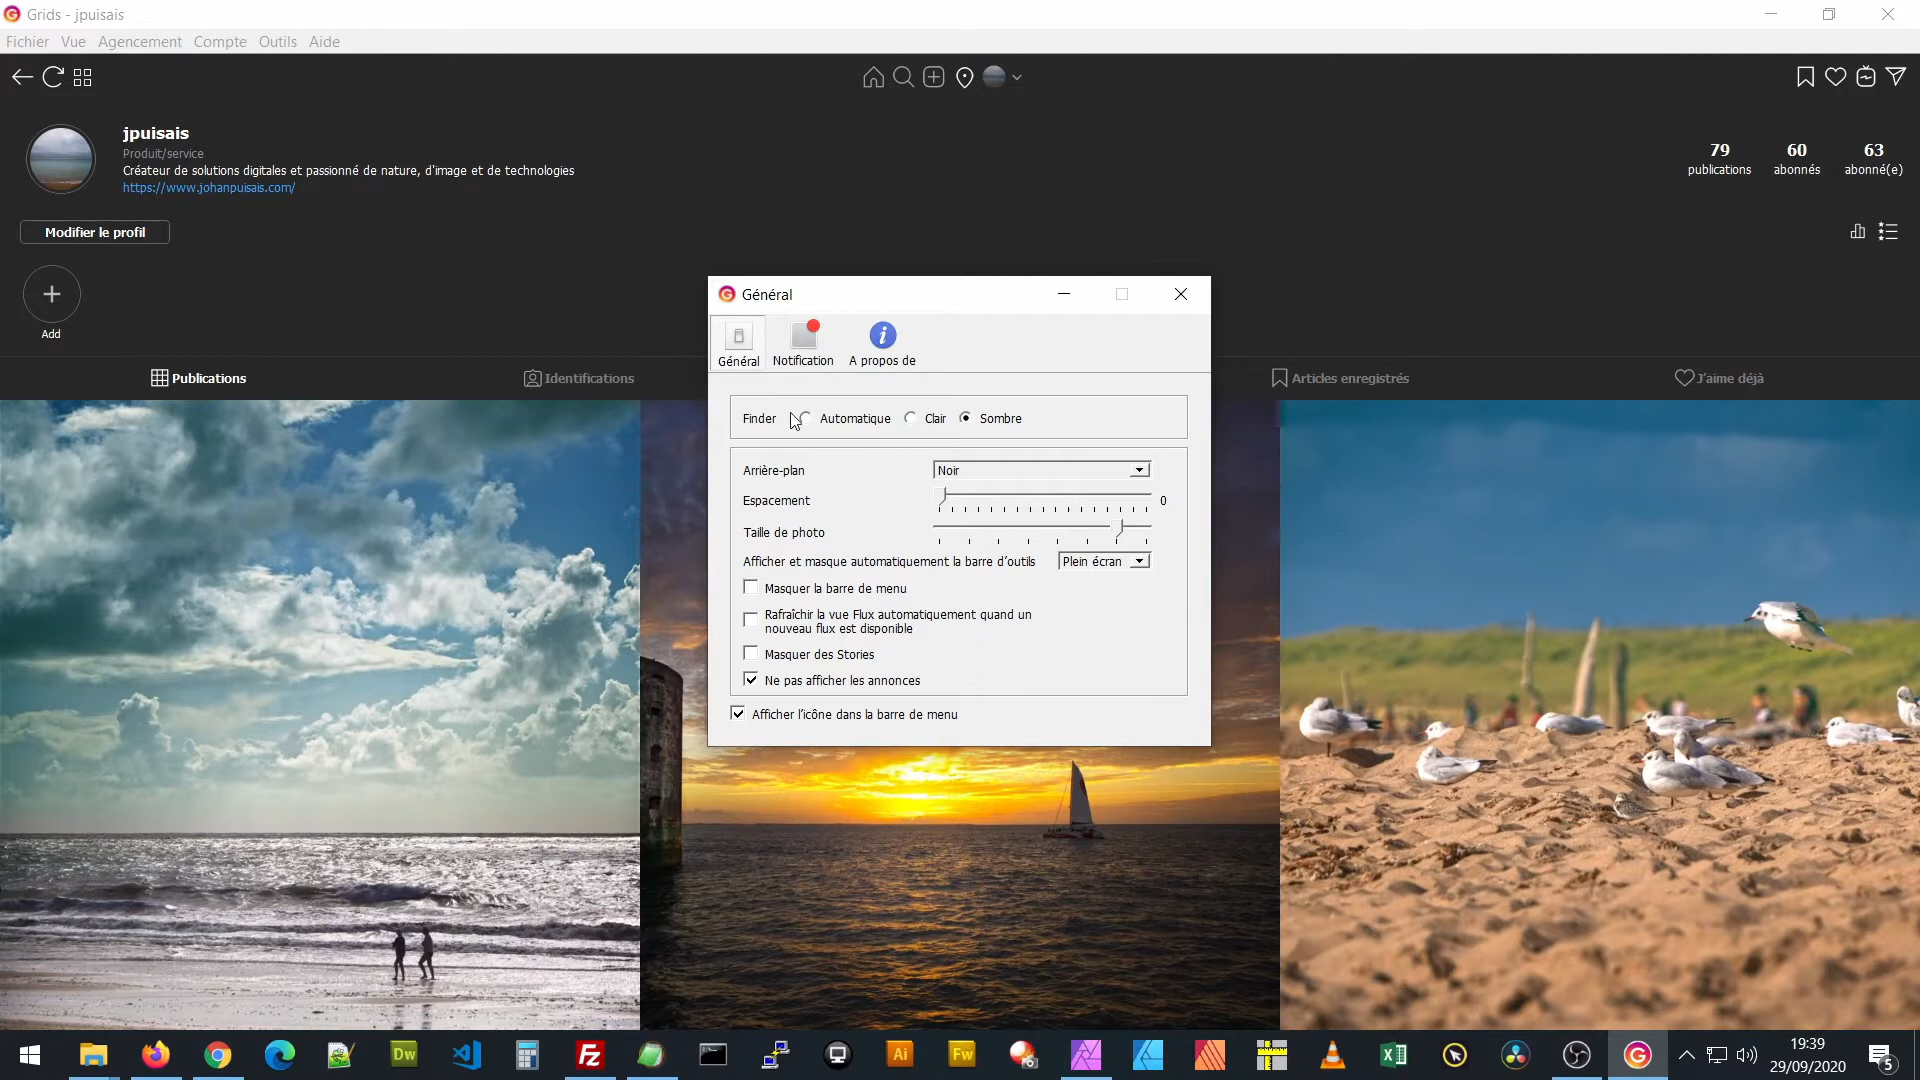 Grids - jpuisais
Fichier Vue Agencement Compte Outils Aide
jpuisais
Produit/service
Créateur de solutions digitales et passionné de nature, d'image et de technologies
https://www.johanpuisais.com/
79 60 63
publications abonnés abonné(e)
Modifier le profil
Add
Publications Identifications Articles enregistrés J'aime déjà
Général
Général Notification A propos de
Finder Automatique Clair Sombre
Arrière-plan Noir
Espacement 0
Taille de photo
Afficher et masque automatiquement la barre d'outils Plein écran
Masquer la barre de menu
Rafraîchir la vue Flux automatiquement quand un
nouveau flux est disponible
Masquer des Stories
Ne pas afficher les annonces
Afficher l'icône dans la barre de menu
Dw Fz Ai Fw
19:39
29/09/2020
5